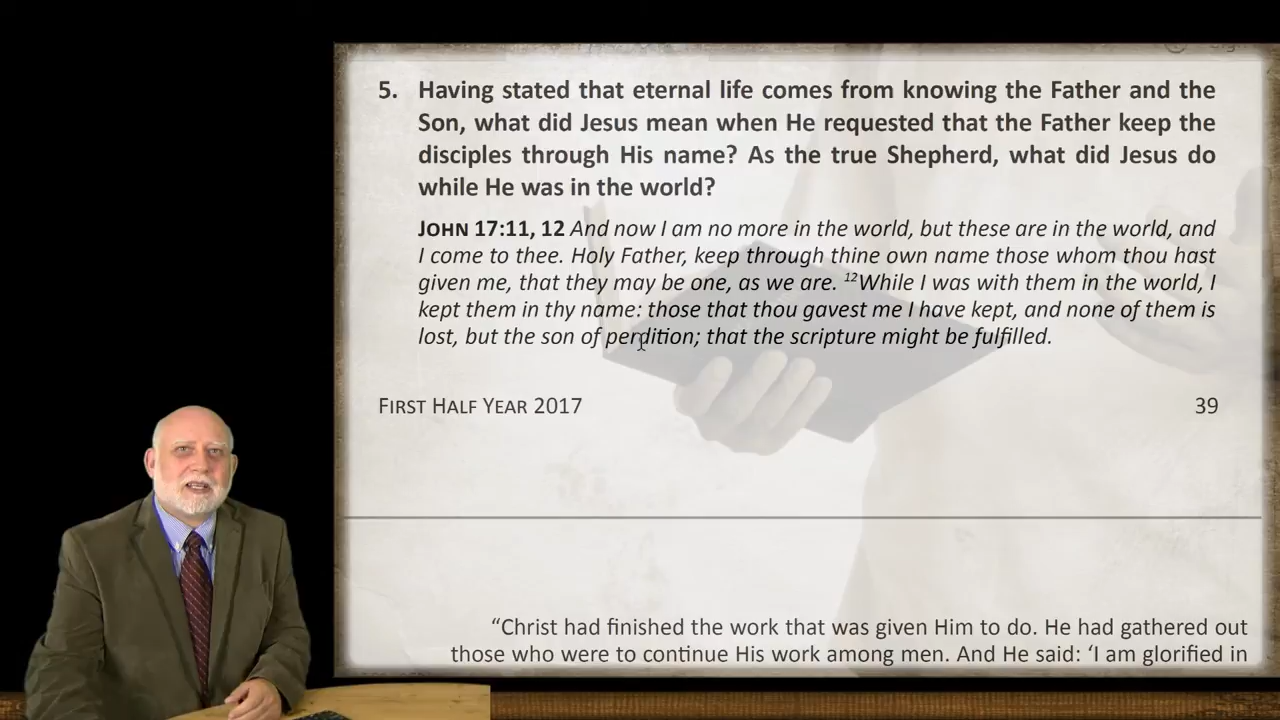 5. Having stated that eternal life comes from knowing the Father and the
Son, what did Jesus mean when He requested that the Father keep the
disciples through His name? As the true Shepherd, what did Jesus do
while He was in the world?
JOHN 17:11, 12 And now I am no more in the world, but these are in the world, and
I come to thee. Holy Father, keep through thine own name those whom thou hast
given me, that they may be one, as we are. ¹²While I was with them in the world, I
kept them in thy name: those that thou gavest me I have kept, and none of them is
lost, but the son of perdition; that the scripture might be fulfilled.
FIRST HALF YEAR 2017 39
“Christ had finished the work that was given Him to do. He had gathered out
those who were to continue His work among men. And He said: ‘I am glorified in